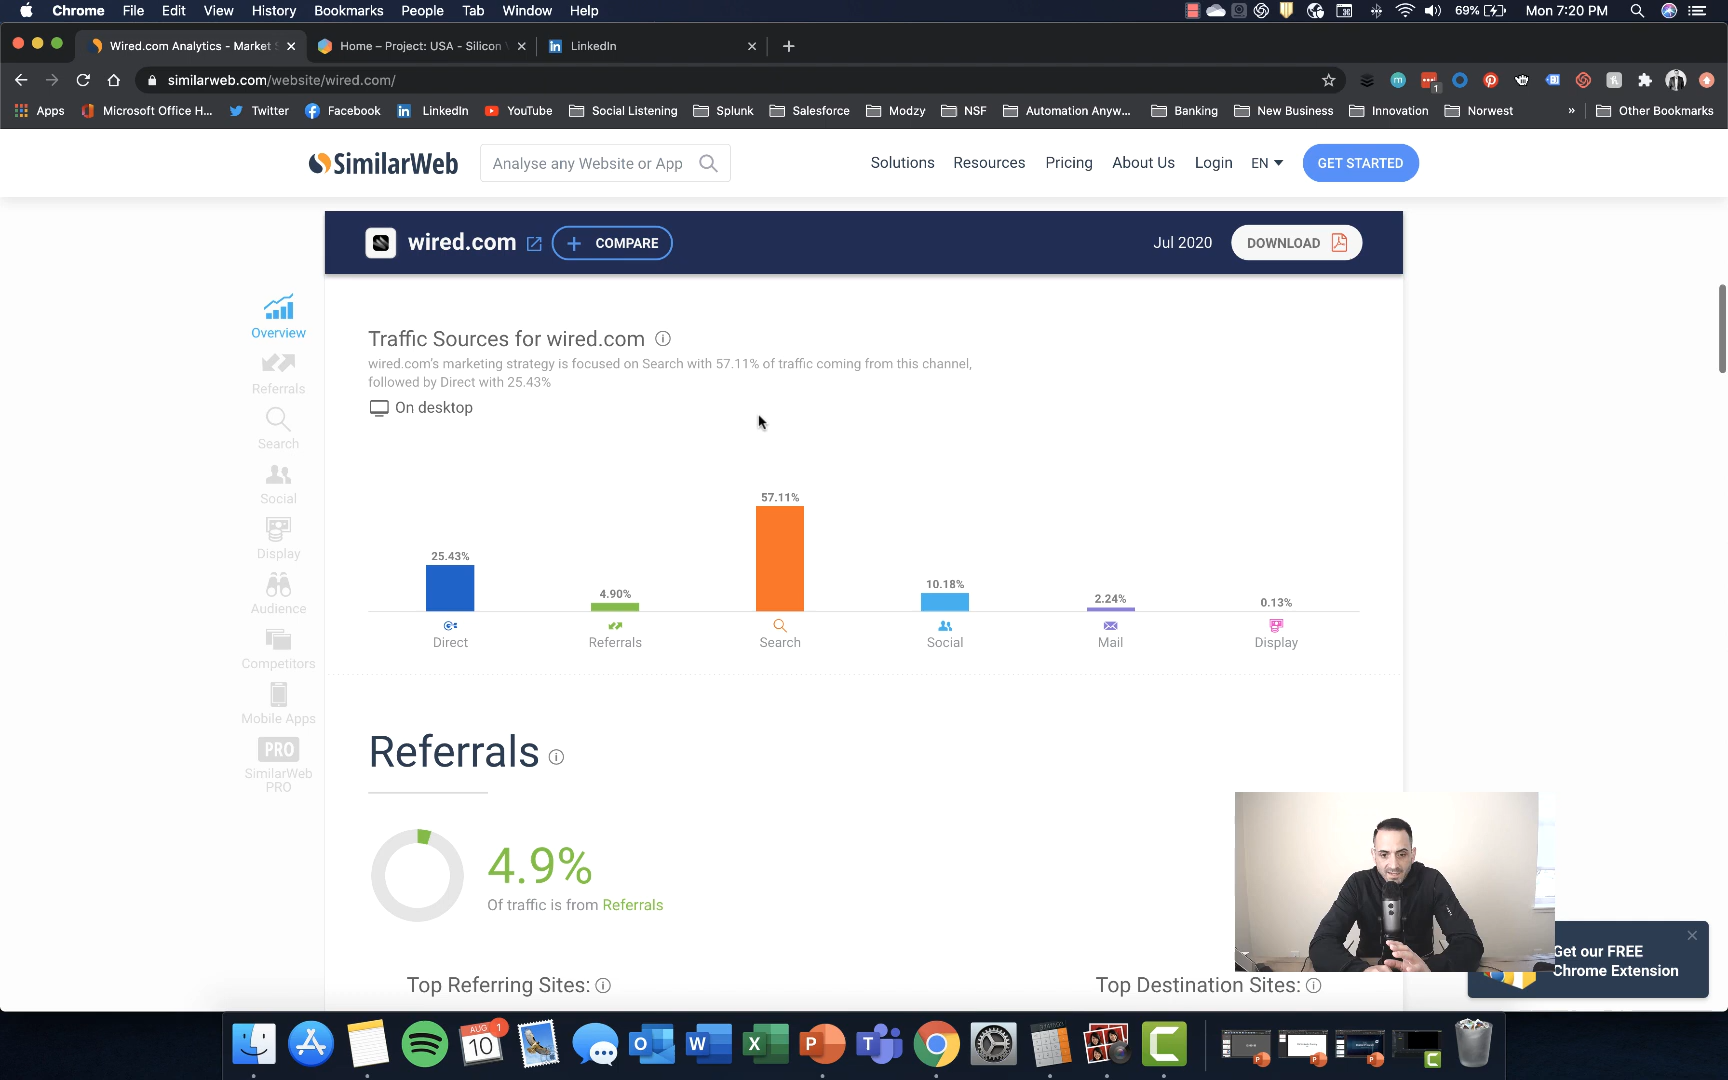 Chrome File Edit View History Bookmarks People Tab Window Help
69% Mon 7:20 PM
Wired.com Analytics - Market
Home – Project: USA - Silicon
LinkedIn
similarweb.com/website/wired.com/
1
Apps Microsoft Office H... Twitter Facebook LinkedIn YouTube Social Listening Splunk Salesforce Modzy NSF Automation Anyw... Banking New Business Innovation Norwest » Other Bookmarks
SimilarWeb
Analyse any Website or App
Solutions Resources Pricing About Us Login EN GET STARTED
wired.com + COMPARE Jul 2020 DOWNLOAD
Overview
Referrals
Search
Social
Display
Audience
Competitors
Mobile Apps
PRO
SimilarWeb
PRO
Traffic Sources for wired.com
wired.com's marketing strategy is focused on Search with 57.11% of traffic coming from this channel,
followed by Direct with 25.43%
On desktop
25.43% 4.90% 57.11% 10.18% 2.24% 0.13%
Direct Referrals Search Social Mail Display
Referrals
4.9%
Of traffic is from Referrals
Top Referring Sites:
Top Destination Sites:
Get our FREE
Chrome Extension
AUG 1
10
O W X P T C